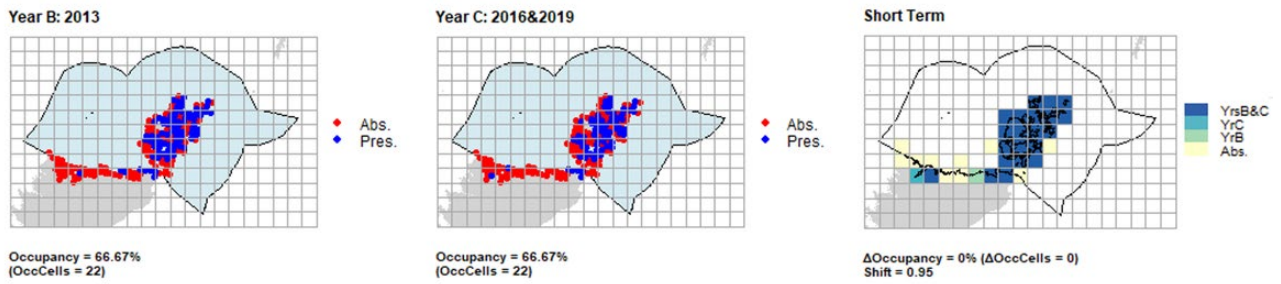 Year B: 2013
Abs.
Pres.
Occupancy = 66.67%
(OccCells = 22)
Year C: 2016&2019
Abs.
Pres.
Occupancy = 66.67%
(OccCells = 22)
Short Term
YrsB&C
YrC
YrB
Abs.
ΔOccupancy = 0% (ΔOccCells = 0)
Shift = 0.95